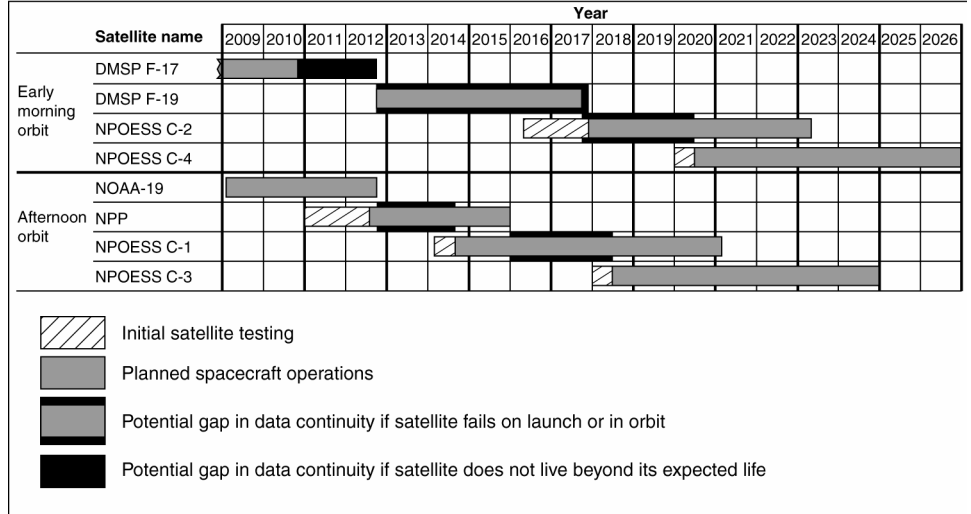 Year
Satellite name
2009 2010 2011 2012 2013 2014 2015 2016 2017 2018 2019 2020 2021 2022 2023 2024 2025 2026
Early
morning
orbit
DMSP F-17
DMSP F-19
NPOESS C-2
NPOESS C-4
Afternoon
orbit
NOAA-19
NPP
NPOESS C-1
NPOESS C-3
Initial satellite testing
Planned spacecraft operations
Potential gap in data continuity if satellite fails on launch or in orbit
Potential gap in data continuity if satellite does not live beyond its expected life